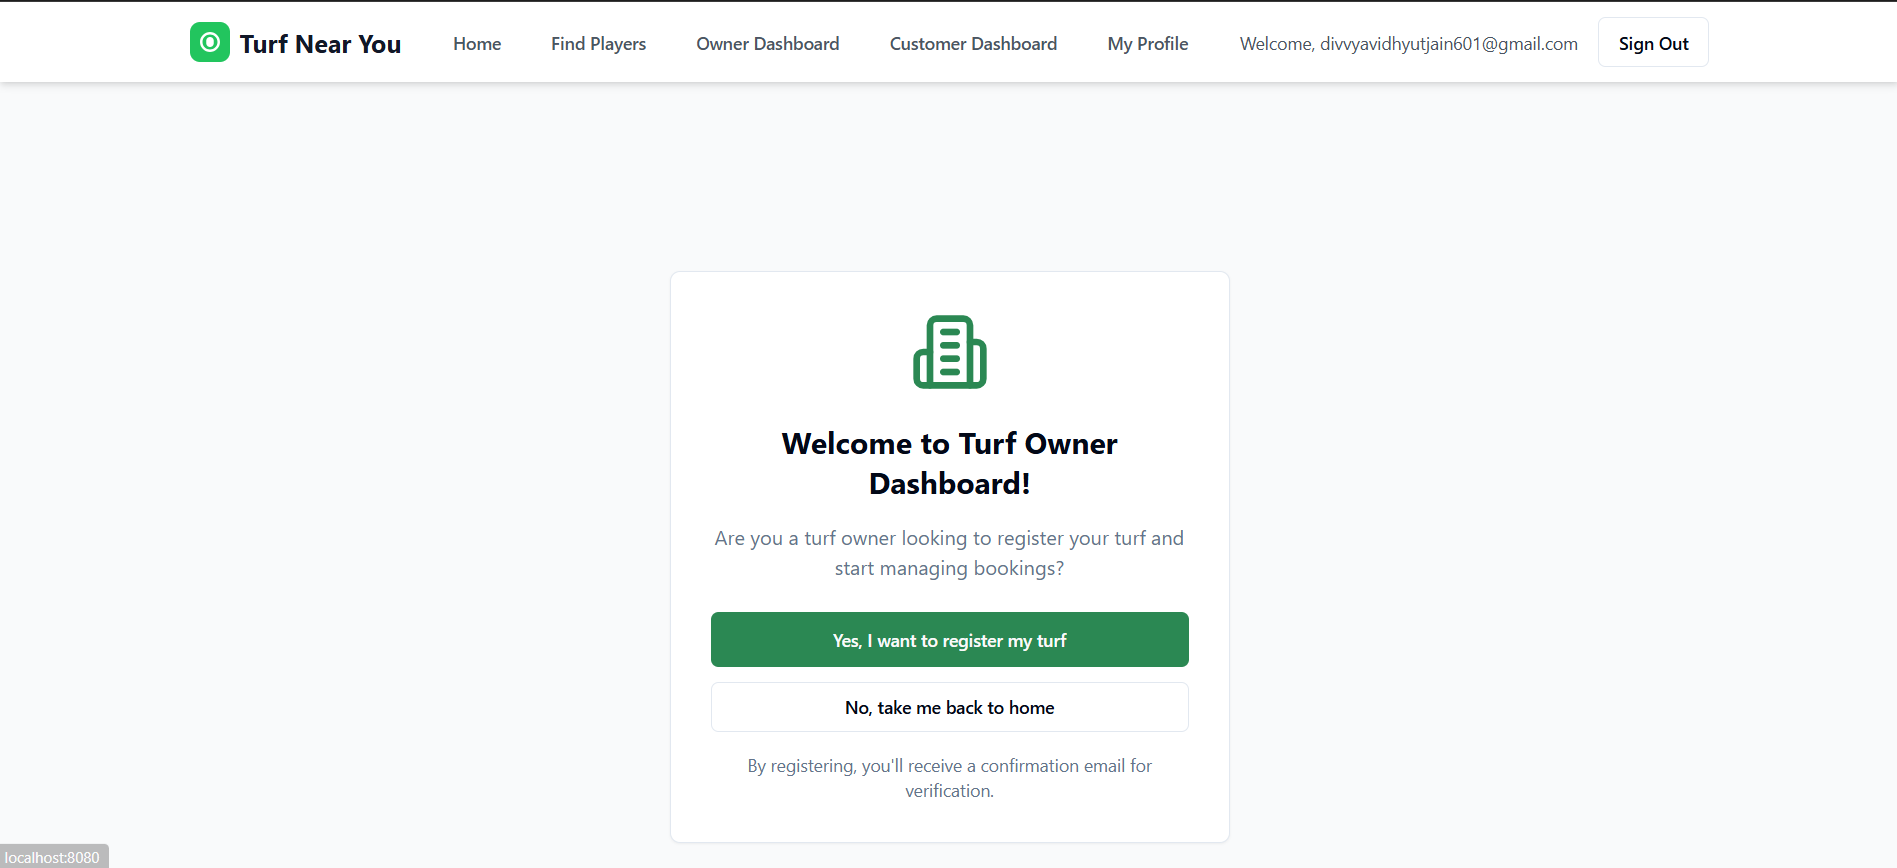 Turf Near You
Home
Find Players
Owner Dashboard
Customer Dashboard
My Profile
Welcome, divvyavidhyutjain601@gmail.com
Sign Out
Welcome to Turf Owner
Dashboard!
Are you a turf owner looking to register your turf and
start managing bookings?
Yes, I want to register my turf
No, take me back to home
By registering, you'll receive a confirmation email for
verification.
localhost:8080